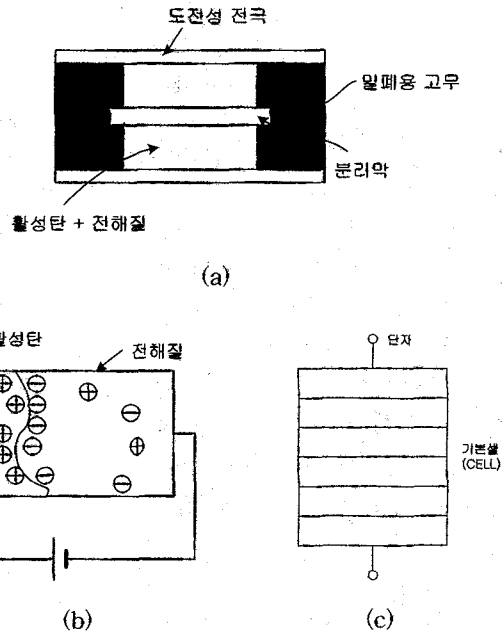 도전성 전극
밀폐용 고무
분리막
활성탄 + 전해질
(a)
활성탄
전해질
단자
기본셀
(CELL)
(b)
(c)